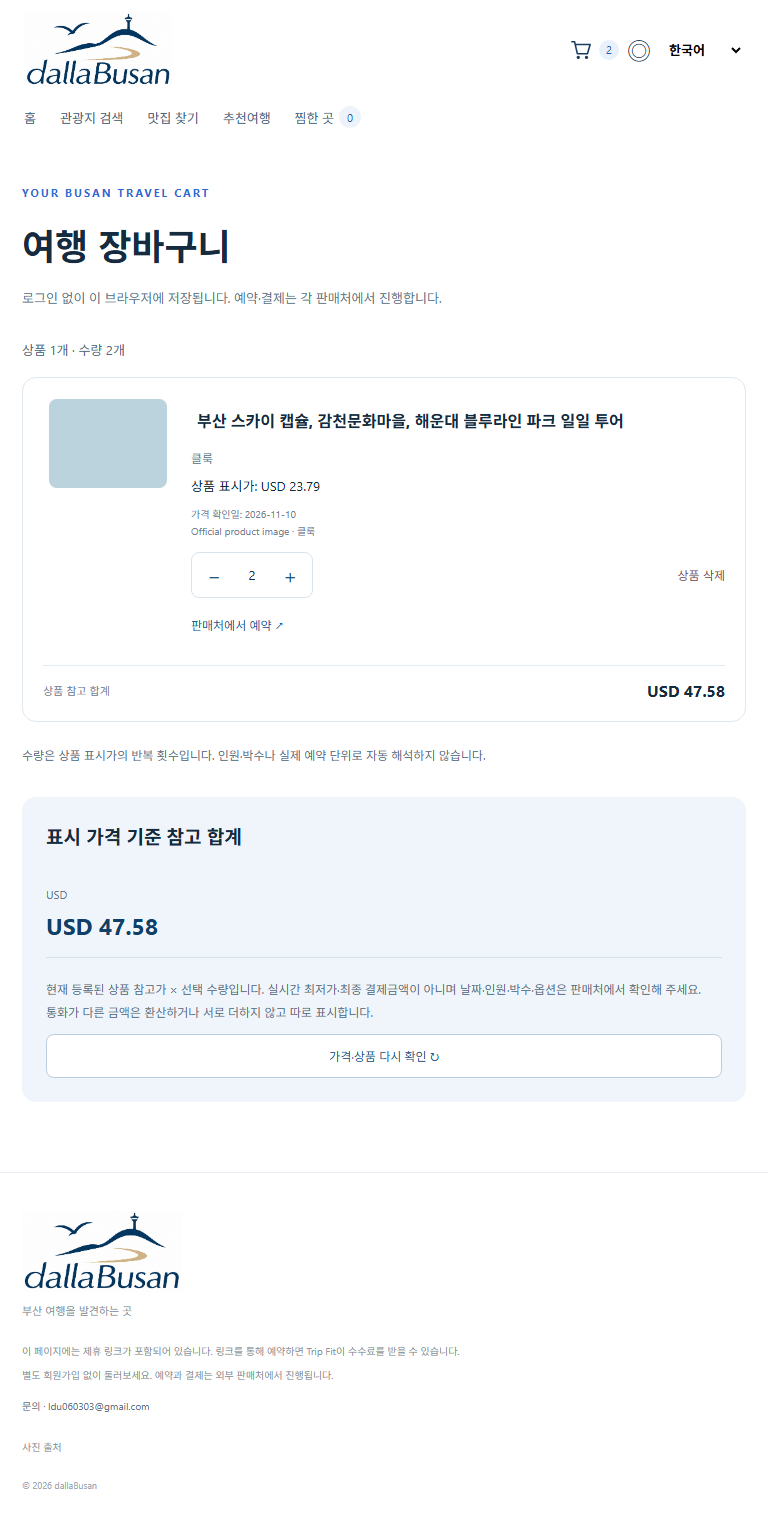 dallaBusan
2
한국어
홈
관광지 검색
맛집 찾기
추천여행
찜한 곳 0
YOUR BUSAN TRAVEL CART
여행 장바구니
로그인 없이 이 브라우저에 저장됩니다. 예약·결제는 각 판매처에서 진행합니다.
상품 1개 · 수량 2개
부산 스카이 캡슐, 감천문화마을, 해운대 블루라인 파크 일일 투어
클룩
상품 표시가: USD 23.79
가격 확인일: 2026-11-10
Official product image · 클룩
− 2 +
상품 삭제
판매처에서 예약 ↗
상품 참고 합계
USD 47.58
수량은 상품 표시가의 반복 횟수입니다. 인원·박수나 실제 예약 단위로 자동 해석하지 않습니다.
표시 가격 기준 참고 합계
USD
USD 47.58
현재 등록된 상품 참고가 × 선택 수량입니다. 실시간 최저가·최종 결제금액이 아니며 날짜·인원·박수·옵션은 판매처에서 확인해 주세요.
통화가 다른 금액은 환산하거나 서로 더하지 않고 따로 표시합니다.
가격·상품 다시 확인 ↻
dallaBusan
부산 여행을 발견하는 곳
이 페이지에는 제휴 링크가 포함되어 있습니다. 링크를 통해 예약하면 Trip Fit이 수수료를 받을 수 있습니다.
별도 회원가입 없이 둘러보세요. 예약과 결제는 외부 판매처에서 진행됩니다.
문의 · ldu060303@gmail.com
사진 출처
© 2026 dallaBusan